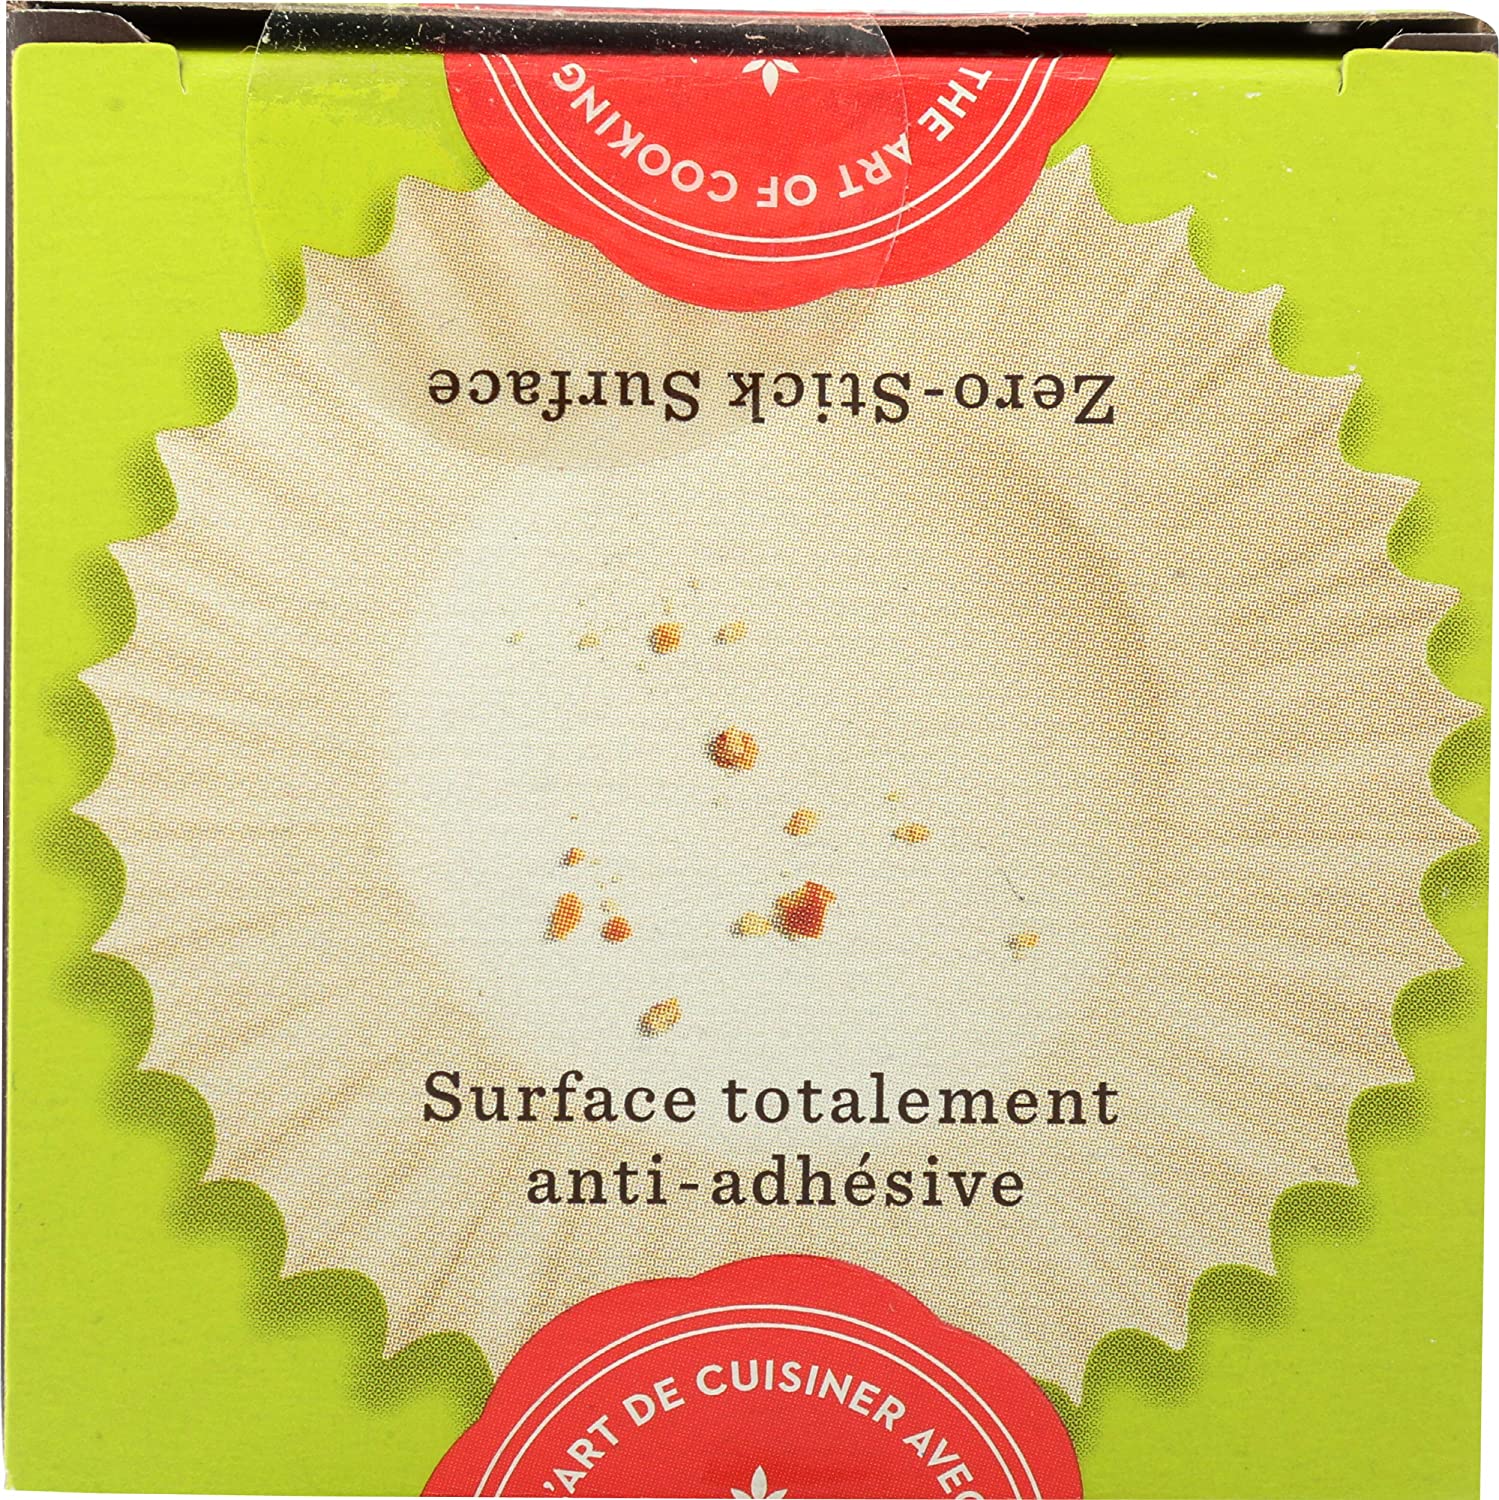 THE ART OF COOKING
Zero-Stick Surface
Surface totalement
anti-adhésive
L'ART DE CUISINER AVEC